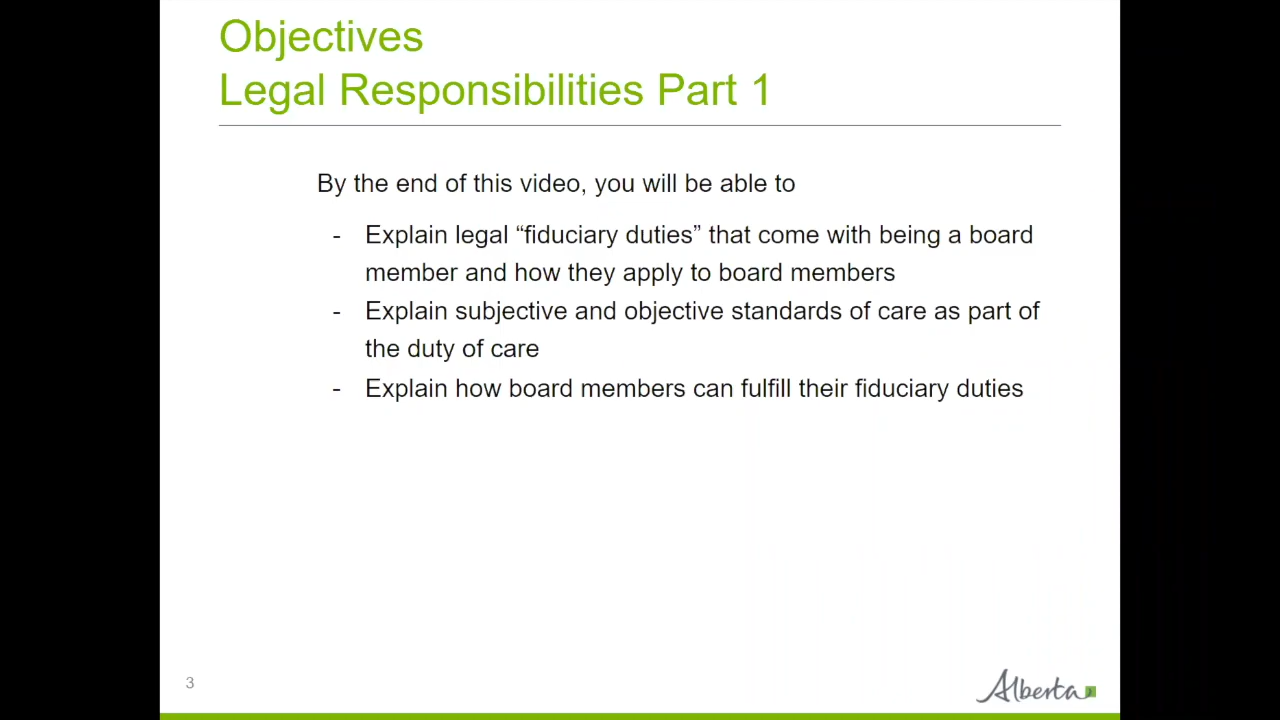 Objectives
Legal Responsibilities Part 1
By the end of this video, you will be able to
- Explain legal “fiduciary duties” that come with being a board
member and how they apply to board members
- Explain subjective and objective standards of care as part of
the duty of care
- Explain how board members can fulfill their fiduciary duties
3
Alberta